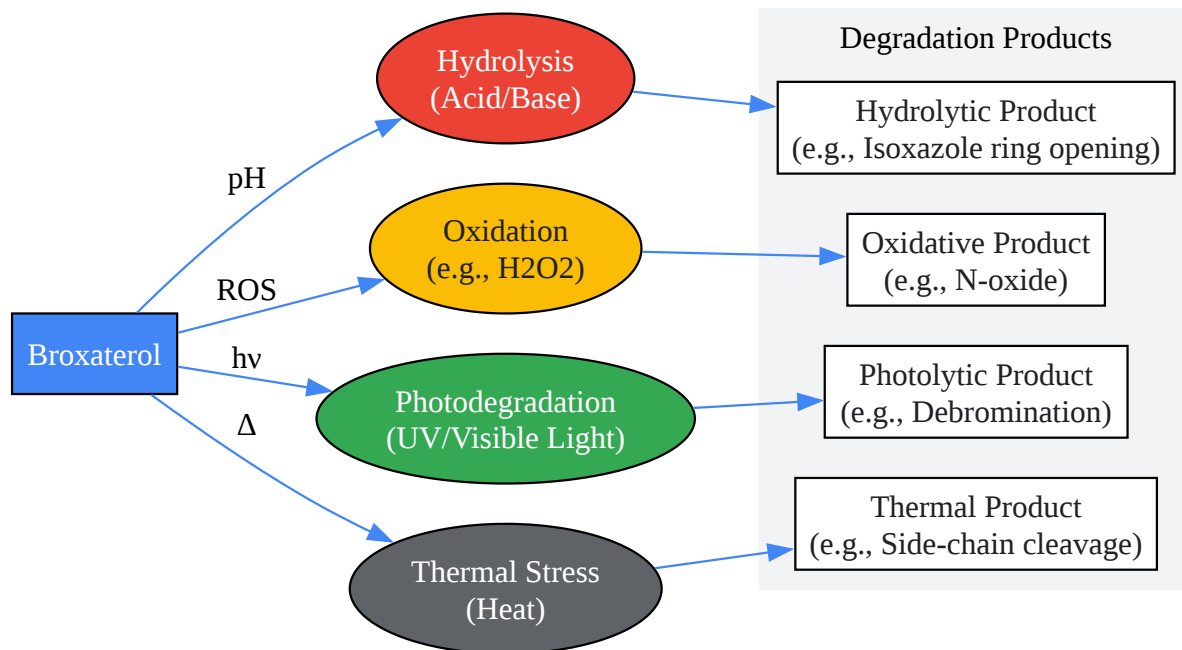 Degradation Products
Hydrolysis
(Acid/Base)
Hydrolytic Product
(e.g., Isoxazole ring opening)
pH
Oxidation
(e.g., H2O2)
Oxidative Product
(e.g., N-oxide)
ROS
Broxaterol
hν
Photodegradation
(UV/Visible Light)
Photolytic Product
(e.g., Debromination)
Δ
Thermal Stress
(Heat)
Thermal Product
(e.g., Side-chain cleavage)